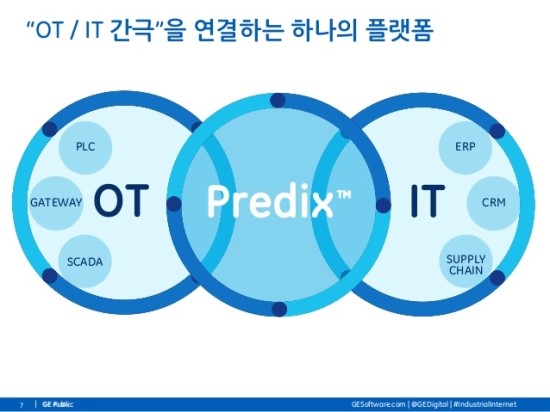 “OT / IT 간극”을 연결하는 하나의 플랫폼
PLC
GATEWAY
SCADA
OT
Predix™
IT
ERP
CRM
SUPPLY
CHAIN
7 | GE Public:
GESoftware.com | @GEDigital | #IndustrialInternet